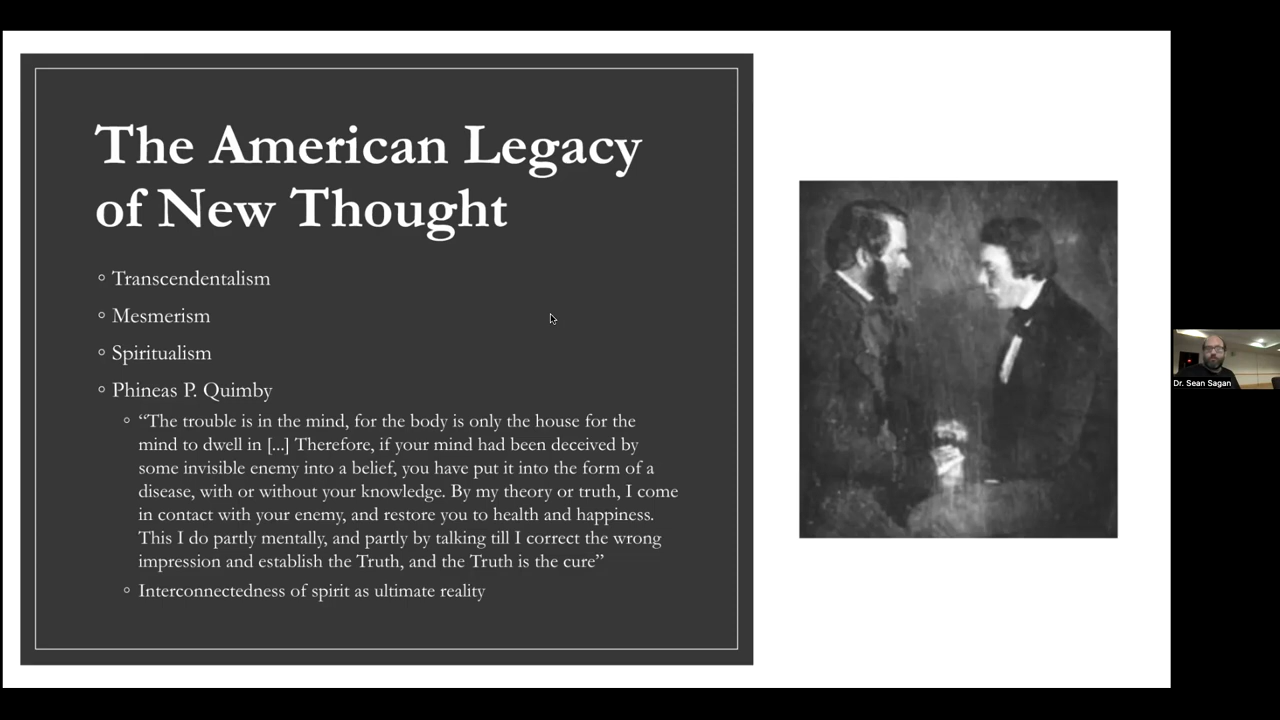 The American Legacy
of New Thought
Transcendentalism
Mesmerism
Spiritualism
Phineas P. Quimby
“The trouble is in the mind, for the body is only the house for the
mind to dwell in [...] Therefore, if your mind had been deceived by
some invisible enemy into a belief, you have put it into the form of a
disease, with or without your knowledge. By my theory or truth, I come
in contact with your enemy, and restore you to health and happiness.
This I do partly mentally, and partly by talking till I correct the wrong
impression and establish the Truth, and the Truth is the cure”
Interconnectedness of spirit as ultimate reality
Dr. Sean Sagan